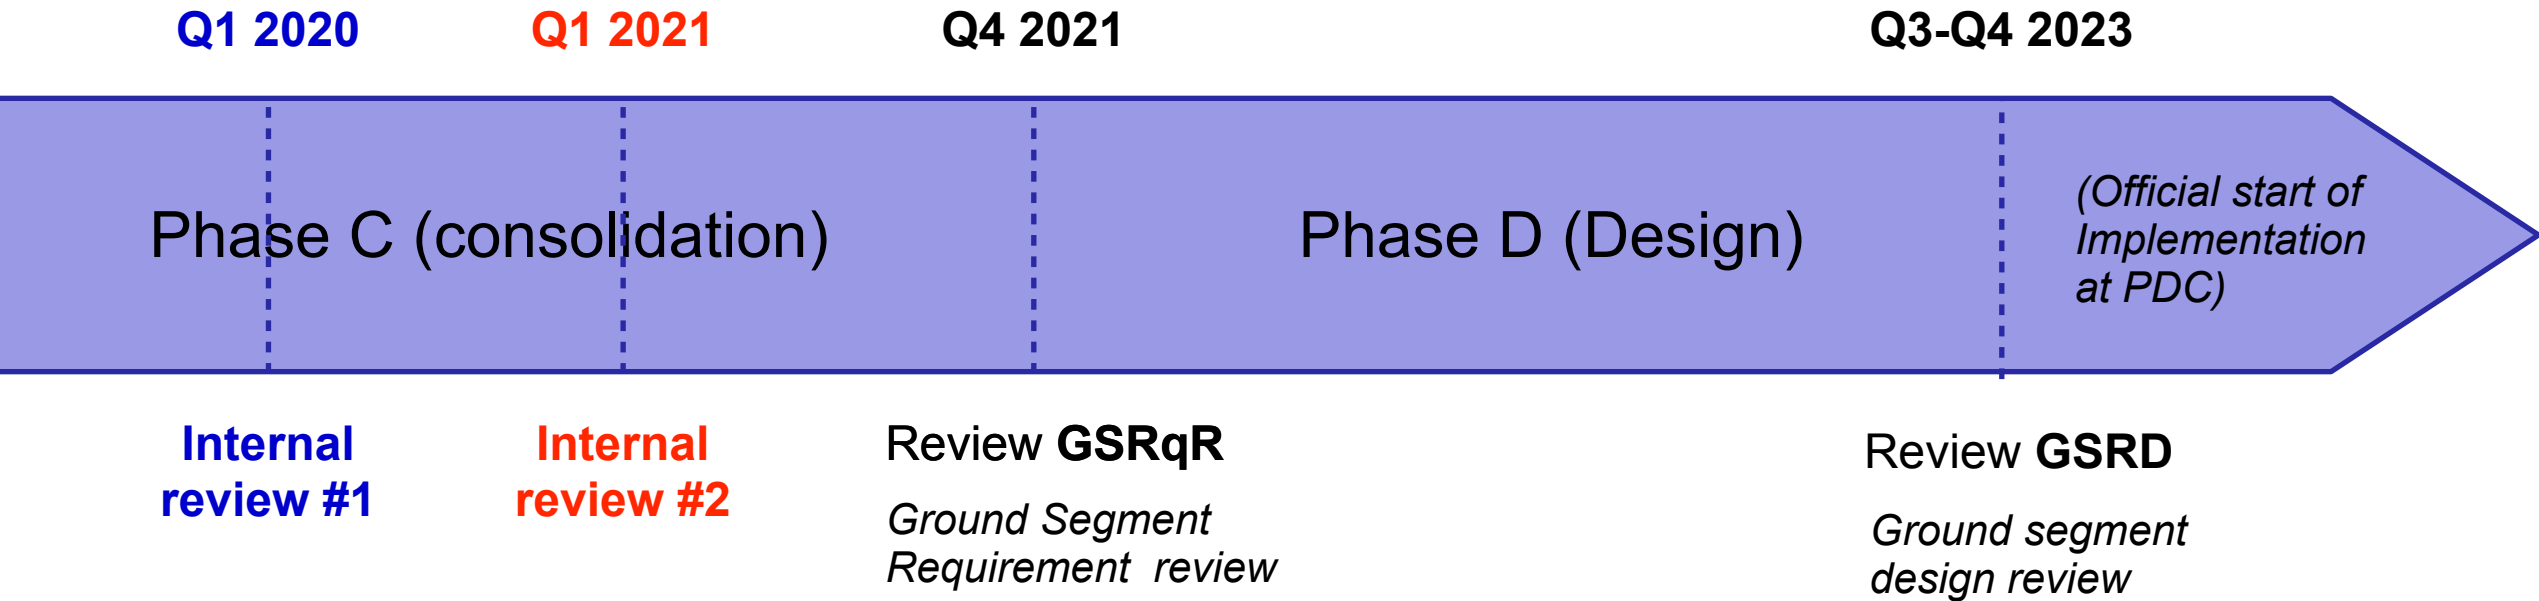 Q1 2020 Q1 2021 Q4 2021 Q3-Q4 2023
Phase C (consolidation)
Phase D (Design)
(Official start of
Implementation
at PDC)
Internal
review #1
Internal
review #2
Review GSRqR
Ground Segment
Requirement review
Review GSRD
Ground segment
design review